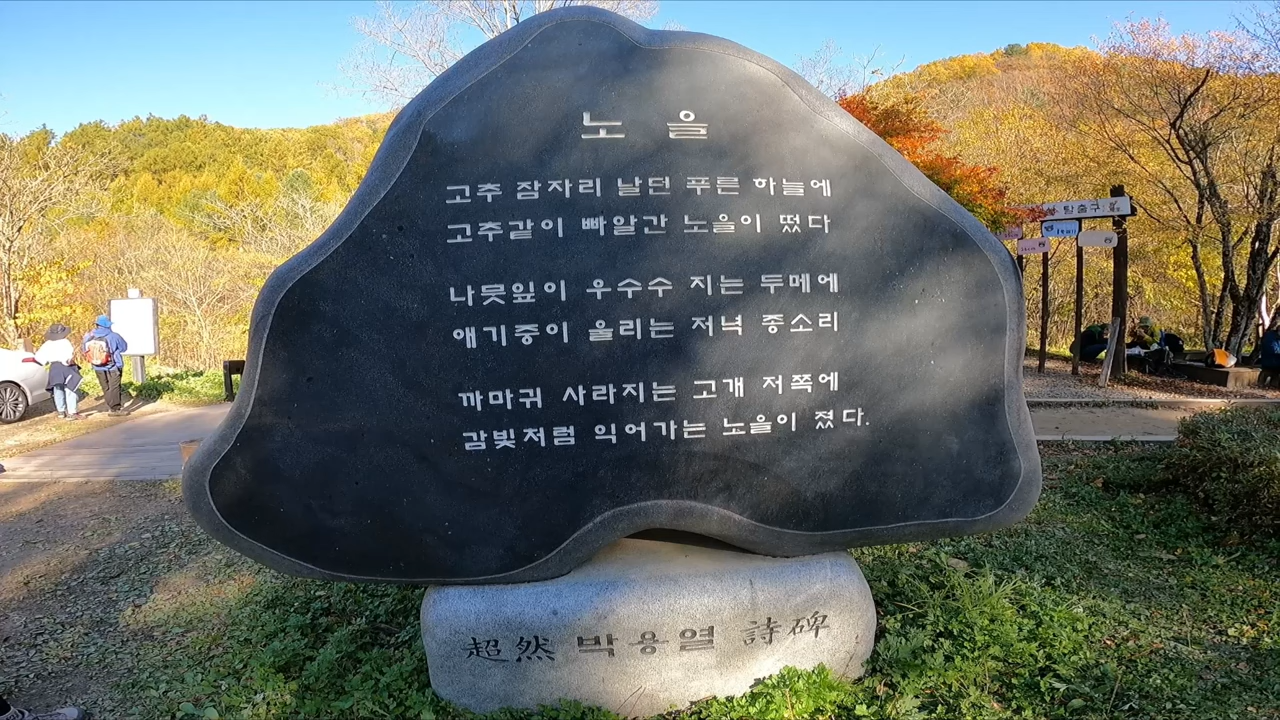 노을
고추 잠자리 날던 푸른 하늘에
고추같이 빠알간 노을이 떴다
나뭇잎이 우수수 지는 두메에
애기중이 울리는 저녁 종소리
까마귀 사라지는 고개 저쪽에
감빛처럼 익어가는 노을이 졌다.
超然 박용열 詩碑
탈출구